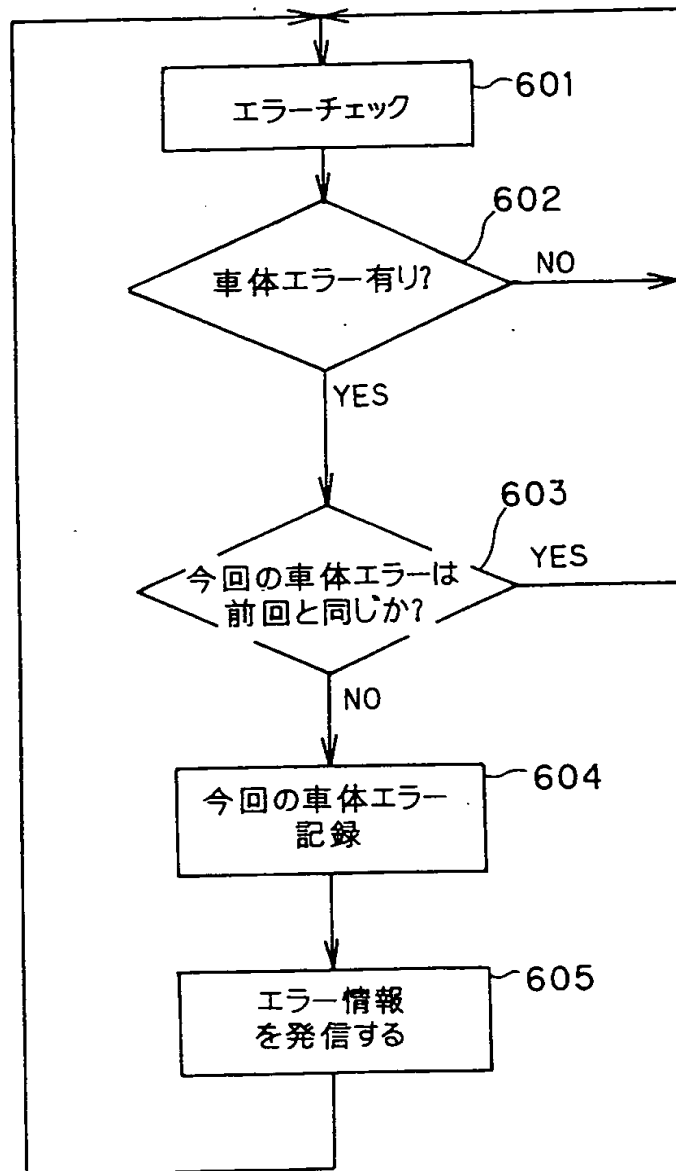 エラーチェック
601
602
車体エラー有り?
NO
YES
603
今回の車体エラーは
前回と同じか?
YES
NO
604
今回の車体エラー
記録
605
エラー情報
を発信する